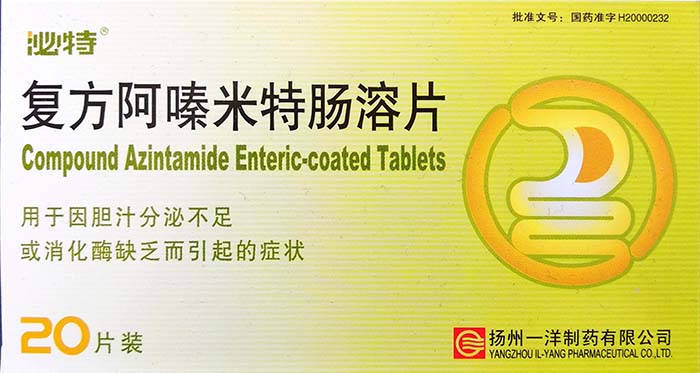 批准文号：国药准字H20000232
泌特®
复方阿嗪米特肠溶片
Compound Azintamide Enteric-coated Tablets
用于因胆汁分泌不足
或消化酶缺乏而引起的症状
20片装
扬州一洋制药有限公司
YANGZHOU IL-YANG PHARMACEUTICAL CO.,LTD.